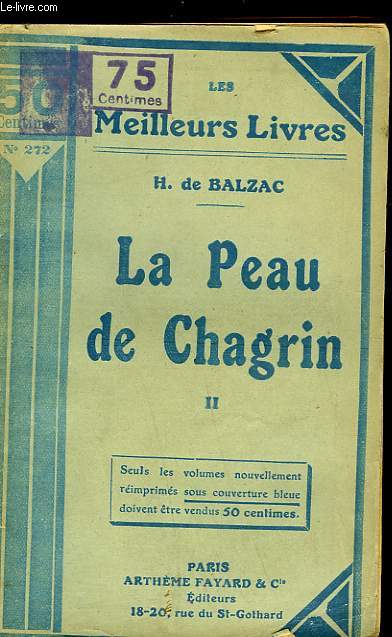 Le-livre.com
50
Centimes
75
Centimes
Nº 272
LES
Meilleurs Livres
H. de BALZAC
La Peau
de Chagrin
II
Seuls les volumes nouvellement
réimprimés sous couverture bleue
doivent être vendus 50 centimes.
PARIS
ARTHÈME FAYARD & Cie
Éditeurs
18-20, rue du St-Gothard